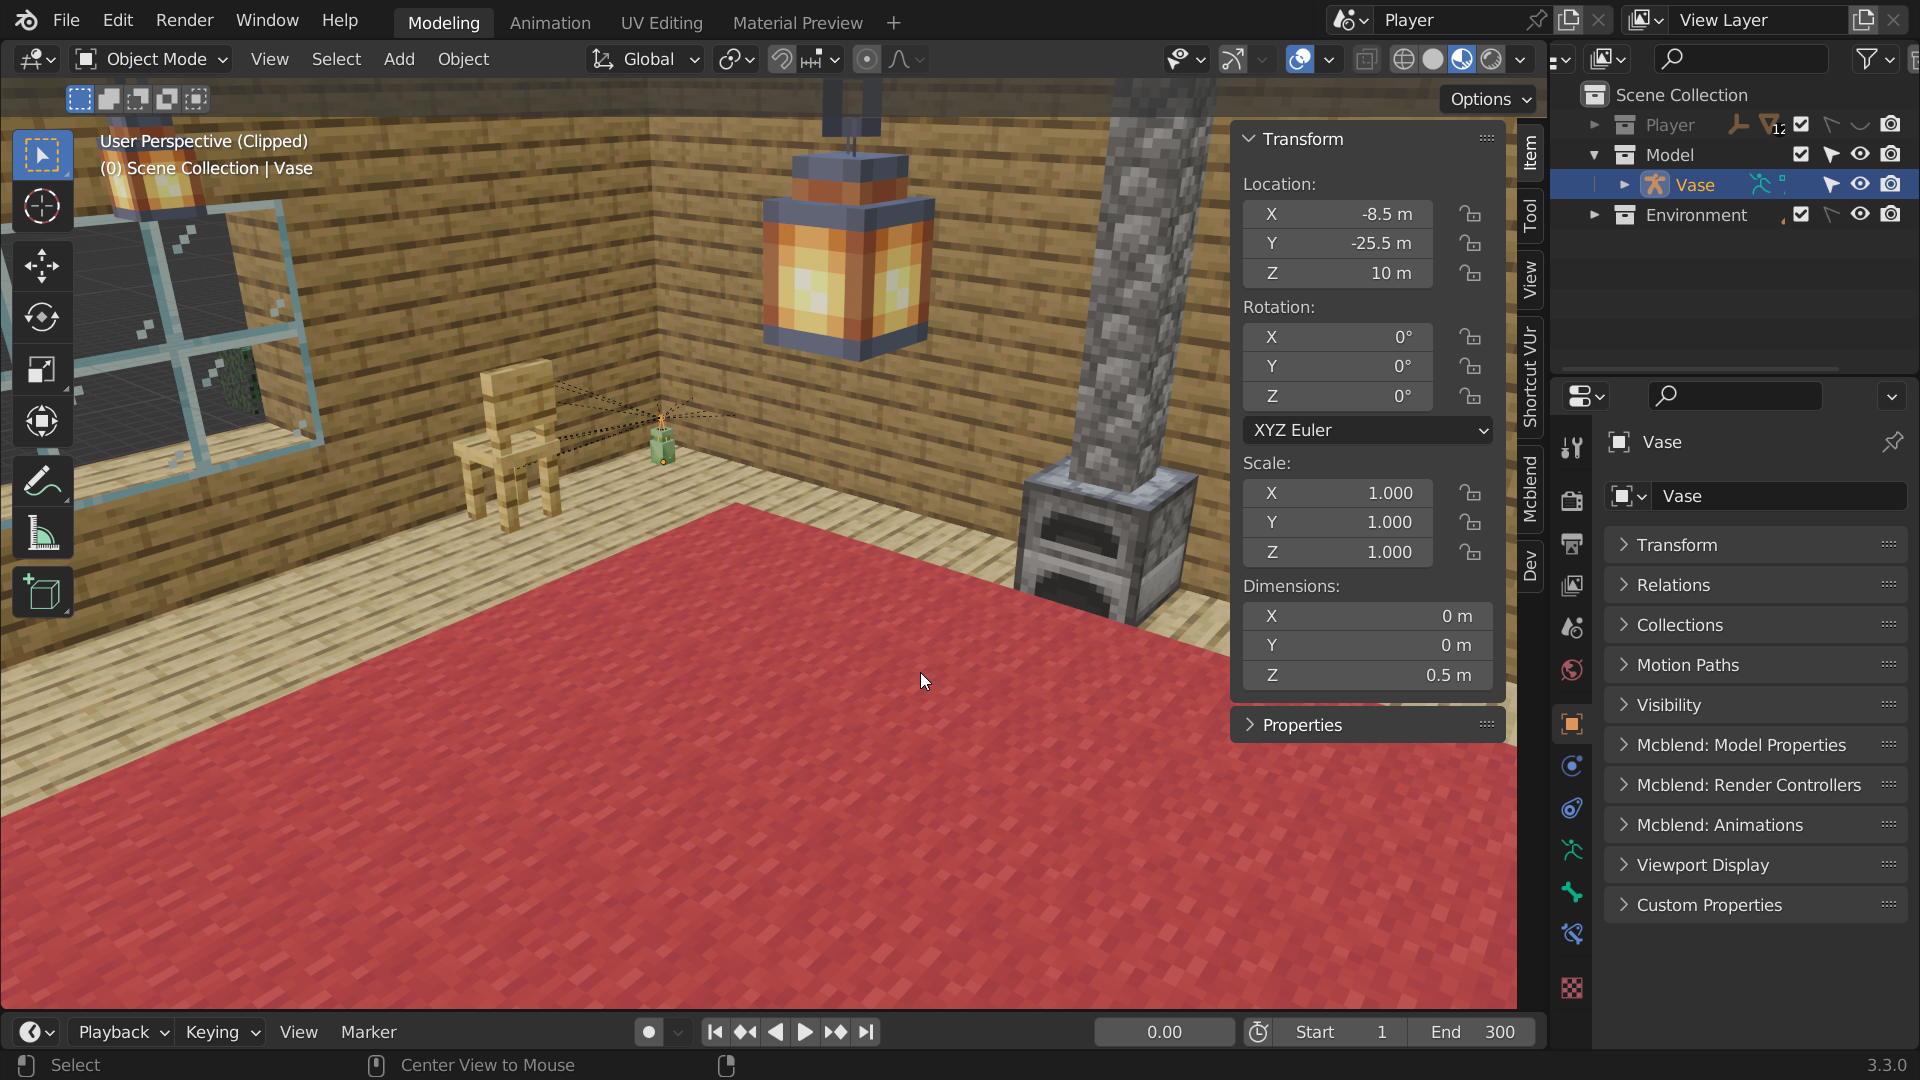 File Edit Render Window Help Modeling Animation UV Editing Material Preview Player View Layer
Object Mode View Select Add Object Global
Options
User Perspective (Clipped)
(0) Scene Collection | Vase
Transform
Location:
X -8.5 m
Y -25.5 m
Z 10 m
Rotation:
X 0°
Y 0°
Z 0°
XYZ Euler
Scale:
X 1.000
Y 1.000
Z 1.000
Dimensions:
X 0 m
Y 0 m
Z 0.5 m
Properties
Item
Tool
View
Shortcut VUr
Mcblend
Dev
Scene Collection
Player 12
Model
Vase
Environment
Vase
Vase
Transform
Relations
Collections
Motion Paths
Visibility
Mcblend: Model Properties
Mcblend: Render Controllers
Mcblend: Animations
Viewport Display
Custom Properties
Playback Keying View Marker 0.00 Start 1 End 300
Select Center View to Mouse 3.3.0